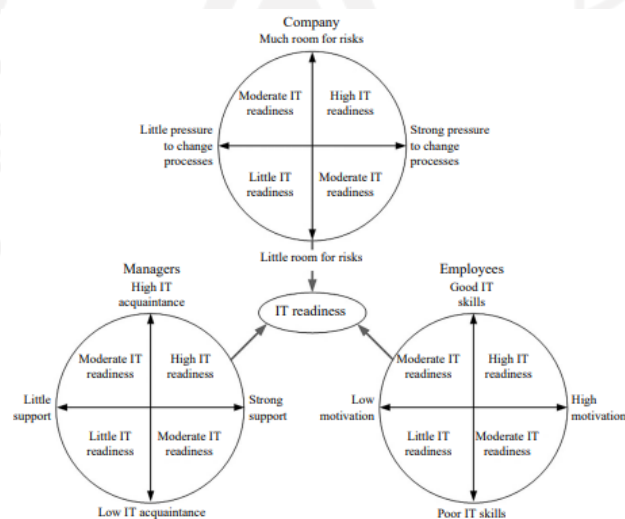 Company
Much room for risks
Moderate IT
readiness
High IT
readiness
Little pressure
to change
processes
Strong pressure
to change
processes
Little IT
readiness
Moderate IT
readiness
Little room for risks
Managers
High IT
acquaintance
IT readiness
Employees
Good IT
skills
Moderate IT
readiness
High IT
readiness
Little
support
Strong
support
Little IT
readiness
Moderate IT
readiness
Low IT acquaintance
Moderate IT
readiness
High IT
readiness
Low
motivation
High
motivation
Little IT
readiness
Moderate IT
readiness
Poor IT skills